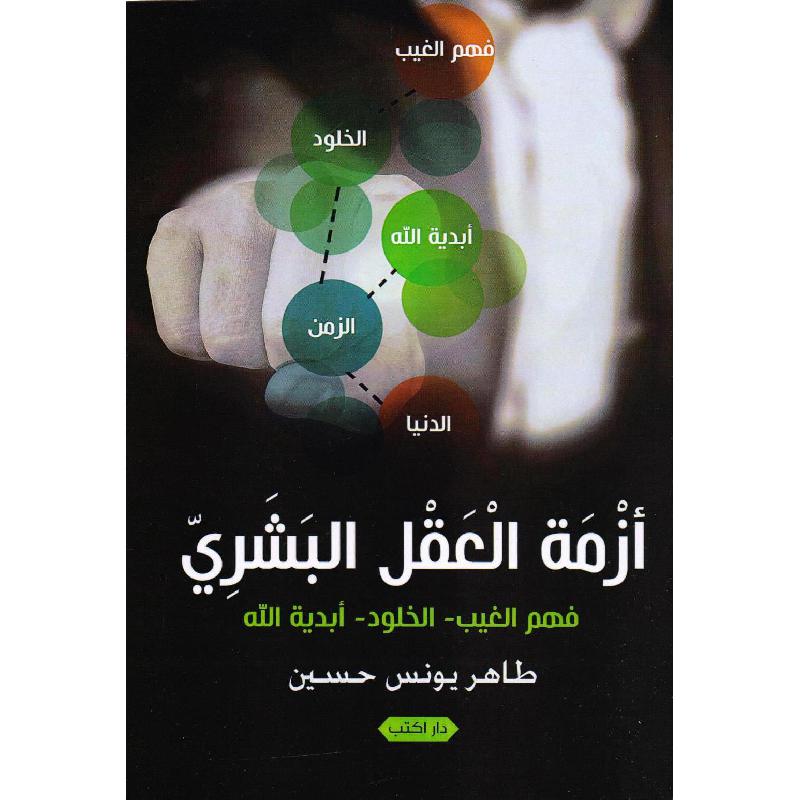 فهم الغيب
الخلود
أبدية الله
الزمن
الدنيا
أزْمَة الْعَقْل البَشَرِيّ
فهم الغيب- الخلود- أبدية الله
طاهر يونس حسين
دار اكتب